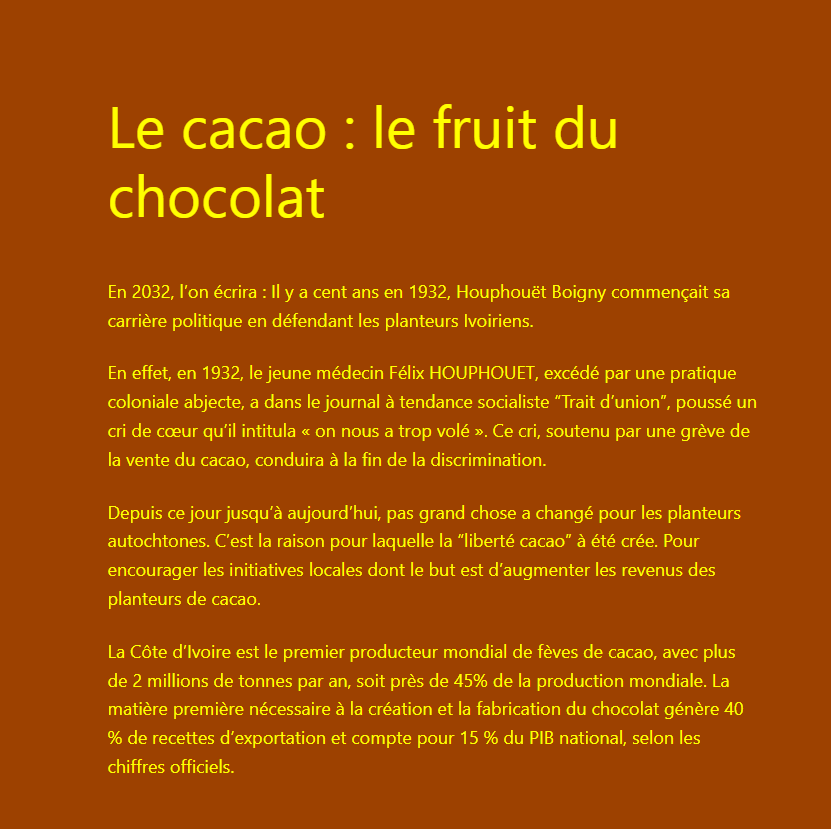 Le cacao : le fruit du
chocolat
En 2032, l’on écrira : Il y a cent ans en 1932, Houphouët Boigny commençait sa
carrière politique en défendant les planteurs Ivoiriens.
En effet, en 1932, le jeune médecin Félix HOUPHOUET, excédé par une pratique
coloniale abjecte, a dans le journal à tendance socialiste “Trait d’union”, poussé un
cri de cœur qu’il intitula « on nous a trop volé ». Ce cri, soutenu par une grève de
la vente du cacao, conduira à la fin de la discrimination.
Depuis ce jour jusqu’à aujourd’hui, pas grand chose a changé pour les planteurs
autochtones. C’est la raison pour laquelle la “liberté cacao” à été crée. Pour
encourager les initiatives locales dont le but est d’augmenter les revenus des
planteurs de cacao.
La Côte d’Ivoire est le premier producteur mondial de fèves de cacao, avec plus
de 2 millions de tonnes par an, soit près de 45% de la production mondiale. La
matière première nécessaire à la création et la fabrication du chocolat génère 40
% de recettes d’exportation et compte pour 15 % du PIB national, selon les
chiffres officiels.